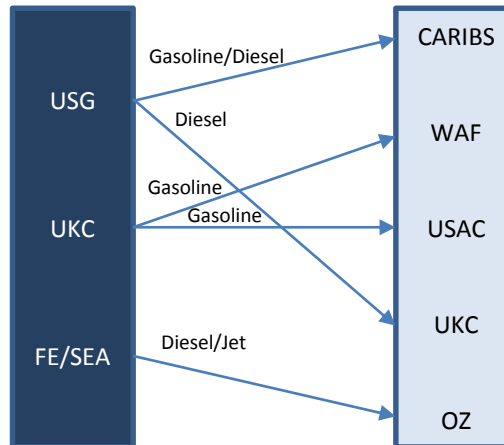 CARIBS
Gasoline/Diesel
USG
Diesel
WAF
Gasoline
Gasoline
UKC
USAC
UKC
Diesel/Jet
FE/SEA
OZ